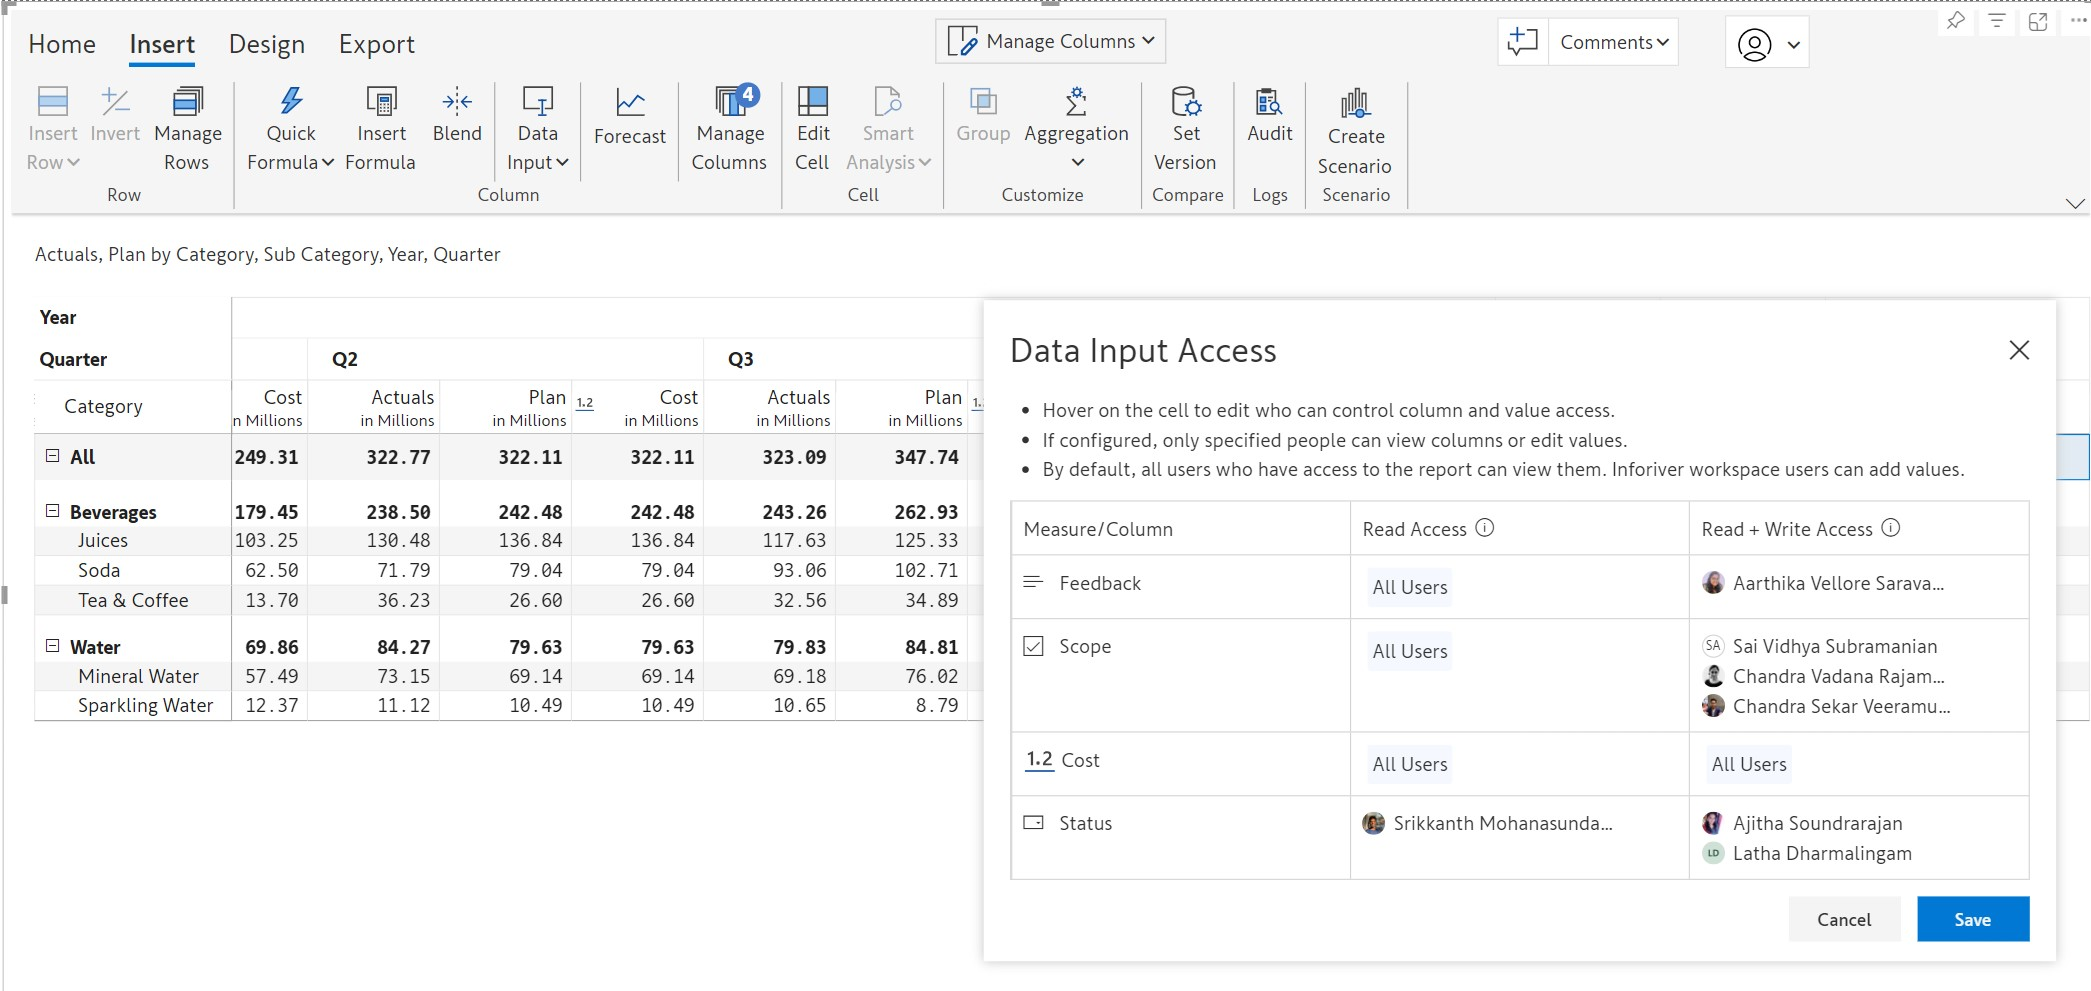 Home Insert Design Export
Manage Columns
Comments
Insert Row
Invert
Manage Rows
Row
Quick Formula
Insert Formula
Blend
Data Input
Forecast
4
Manage Columns
Column
Edit Cell
Smart Analysis
Cell
Group
Aggregation
Customize
Set Version
Compare
Audit
Logs
Create Scenario
Scenario
Actuals, Plan by Category, Sub Category, Year, Quarter
Year
Quarter Q2 Q3
Category Cost Actuals Plan 1.2 Cost Actuals Plan 1.
n Millions in Millions in Millions in Millions in Millions in Millions
All 249.31 322.77 322.11 322.11 323.09 347.74
Beverages 179.45 238.50 242.48 242.48 243.26 262.93
Juices 103.25 130.48 136.84 136.84 117.63 125.33
Soda 62.50 71.79 79.04 79.04 93.06 102.71
Tea & Coffee 13.70 36.23 26.60 26.60 32.56 34.89
Water 69.86 84.27 79.63 79.63 79.83 84.81
Mineral Water 57.49 73.15 69.14 69.14 69.18 76.02
Sparkling Water 12.37 11.12 10.49 10.49 10.65 8.79
Data Input Access
• Hover on the cell to edit who can control column and value access.
• If configured, only specified people can view columns or edit values.
• By default, all users who have access to the report can view them. Inforiver workspace users can add values.
Measure/Column Read Access Read + Write Access
Feedback All Users Aarthika Vellore Sarava...
Scope All Users SA Sai Vidhya Subramanian
Chandra Vadana Rajam...
Chandra Sekar Veeramu...
1.2 Cost All Users All Users
Status Srikkanth Mohanasunda... Ajitha Soundrarajan
LD Latha Dharmalingam
Cancel Save